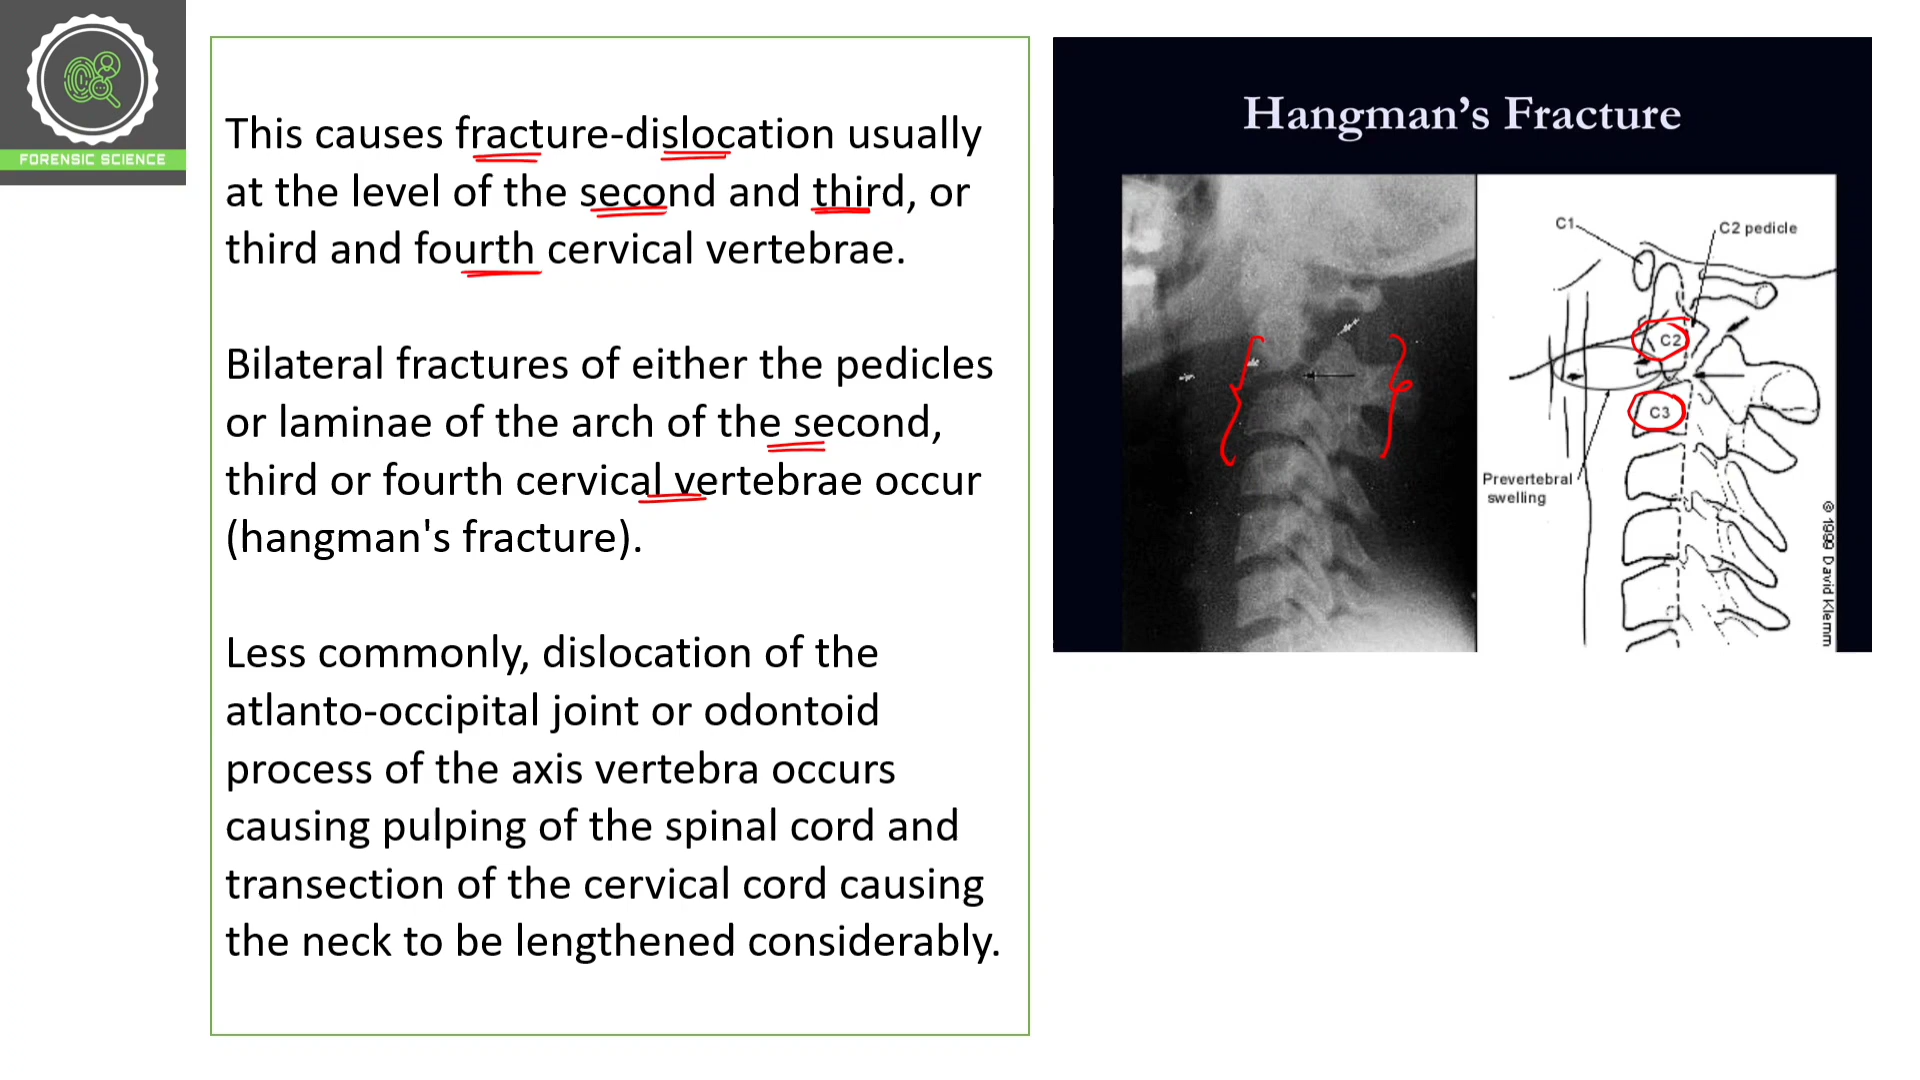 FORENSIC SCIENCE
This causes fracture-dislocation usually
at the level of the second and third, or
third and fourth cervical vertebrae.
Bilateral fractures of either the pedicles
or laminae of the arch of the second,
third or fourth cervical vertebrae occur
(hangman's fracture).
Less commonly, dislocation of the
atlanto-occipital joint or odontoid
process of the axis vertebra occurs
causing pulping of the spinal cord and
transection of the cervical cord causing
the neck to be lengthened considerably.
Hangman’s Fracture
C1
C2 pedicle
C2
C3
Prevertebral
swelling
© 1999 David Klemm